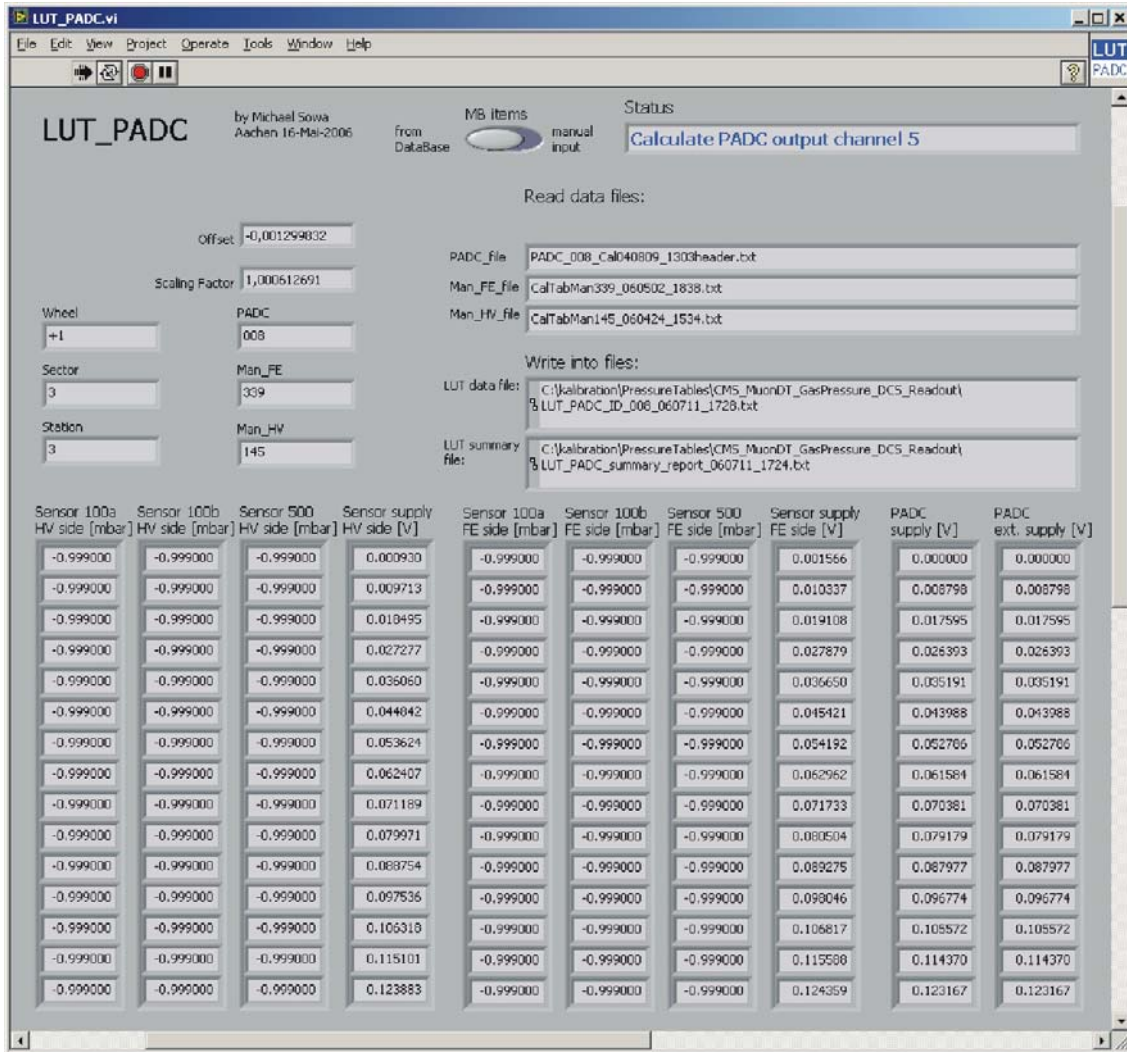 LUT_PADC.vi
File Edit View Project Operate Tools Window Help
LUT
PADC
LUT_PADC
by Michael Sowa
Aachen 16-Mai-2006
MB items
from
DataBase
manual
input
Status
Calculate PADC output channel 5
Read data files:
Offset -0,001299832
Scaling Factor 1,000612691
PADC_file PADC_008_Cal040809_1303header.txt
Man_FE_file CalTabMan339_060502_1838.txt
Man_HV_file CalTabMan145_060424_1534.txt
Wheel PADC
+1 008
Sector Man_FE
3 339
Station Man_HV
3 145
Write into files:
LUT data file: C:\kalibration\PressureTables\CMS_MuonDT_GasPressure_DCS_Readout\
LUT_PADC_ID_008_060711_1728.txt
LUT summary
file:
C:\kalibration\PressureTables\CMS_MuonDT_GasPressure_DCS_Readout\
LUT_PADC_summary_report_060711_1724.txt
Sensor 100a Sensor 100b Sensor 500 Sensor supply Sensor 100a Sensor 100b Sensor 500 Sensor supply PADC PADC
HV side [mbar] HV side [mbar] HV side [mbar] HV side [V] FE side [mbar] FE side [mbar] FE side [mbar] FE side [V] supply [V] ext. supply [V]
-0.999000 -0.999000 -0.999000 0.000930 -0.999000 -0.999000 -0.999000 0.001566 0.000000 0.000000
-0.999000 -0.999000 -0.999000 0.009713 -0.999000 -0.999000 -0.999000 0.010337 0.008798 0.008798
-0.999000 -0.999000 -0.999000 0.018495 -0.999000 -0.999000 -0.999000 0.019108 0.017595 0.017595
-0.999000 -0.999000 -0.999000 0.027277 -0.999000 -0.999000 -0.999000 0.027879 0.026393 0.026393
-0.999000 -0.999000 -0.999000 0.036060 -0.999000 -0.999000 -0.999000 0.036650 0.035191 0.035191
-0.999000 -0.999000 -0.999000 0.044842 -0.999000 -0.999000 -0.999000 0.045421 0.043988 0.043988
-0.999000 -0.999000 -0.999000 0.053624 -0.999000 -0.999000 -0.999000 0.054192 0.052786 0.052786
-0.999000 -0.999000 -0.999000 0.062407 -0.999000 -0.999000 -0.999000 0.062962 0.061584 0.061584
-0.999000 -0.999000 -0.999000 0.071189 -0.999000 -0.999000 -0.999000 0.071733 0.070381 0.070381
-0.999000 -0.999000 -0.999000 0.079971 -0.999000 -0.999000 -0.999000 0.080504 0.079179 0.079179
-0.999000 -0.999000 -0.999000 0.088754 -0.999000 -0.999000 -0.999000 0.089275 0.087977 0.087977
-0.999000 -0.999000 -0.999000 0.097536 -0.999000 -0.999000 -0.999000 0.098046 0.096774 0.096774
-0.999000 -0.999000 -0.999000 0.106318 -0.999000 -0.999000 -0.999000 0.106817 0.105572 0.105572
-0.999000 -0.999000 -0.999000 0.115101 -0.999000 -0.999000 -0.999000 0.115588 0.114370 0.114370
-0.999000 -0.999000 -0.999000 0.123883 -0.999000 -0.999000 -0.999000 0.124359 0.123167 0.123167